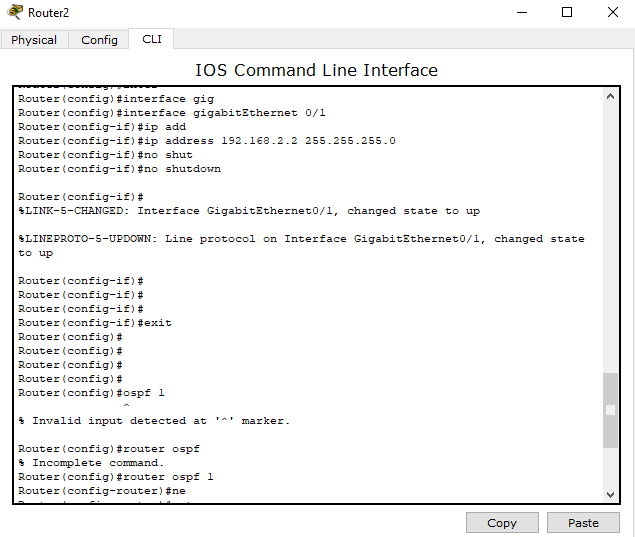 Router2
Physical Config CLI
IOS Command Line Interface
Router(config)#interface gig
Router(config)#interface gigabitEthernet 0/1
Router(config-if)#ip add
Router(config-if)#ip address 192.168.2.2 255.255.255.0
Router(config-if)#no shut
Router(config-if)#no shutdown
Router(config-if)#
%LINK-5-CHANGED: Interface GigabitEthernet0/1, changed state to up
%LINEPROTO-5-UPDOWN: Line protocol on Interface GigabitEthernet0/1, changed state
to up
Router(config-if)#
Router(config-if)#
Router(config-if)#
Router(config-if)#exit
Router(config)#
Router(config)#
Router(config)#
Router(config)#
Router(config)#ospf 1
^
% Invalid input detected at '^' marker.
Router(config)#router ospf
% Incomplete command.
Router(config)#router ospf 1
Router(config-router)#ne
Copy Paste